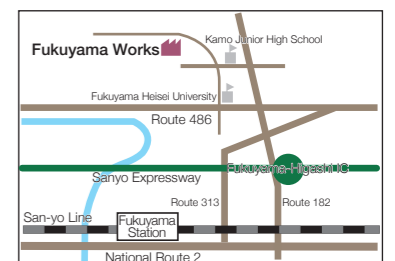 Kamo Junior High School
Fukuyama Works
Fukuyama Heisei University
Route 486
Fukuyama-Higashi IC
Sanyo Expressway
Route 313
Route 182
San-yo Line
Fukuyama
Station
National Route 2